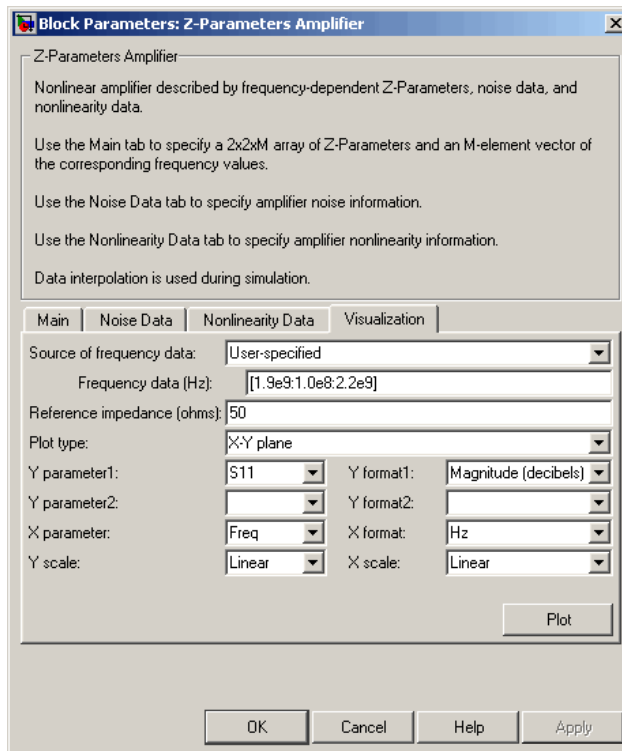 Block Parameters: Z-Parameters Amplifier
Z-Parameters Amplifier
Nonlinear amplifier described by frequency-dependent Z-Parameters, noise data, and
nonlinearity data.
Use the Main tab to specify a 2x2xM array of Z-Parameters and an M-element vector of
the corresponding frequency values.
Use the Noise Data tab to specify amplifier noise information.
Use the Nonlinearity Data tab to specify amplifier nonlinearity information.
Data interpolation is used during simulation.
Main Noise Data Nonlinearity Data Visualization
Source of frequency data: User-specified
Frequency data (Hz): [1.9e9:1.0e8:2.2e9]
Reference impedance (ohms): 50
Plot type: X-Y plane
Y parameter1: S11 Y format1: Magnitude (decibels)
Y parameter2: Y format2:
X parameter: Freq X format: Hz
Y scale: Linear X scale: Linear
Plot
OK Cancel Help Apply